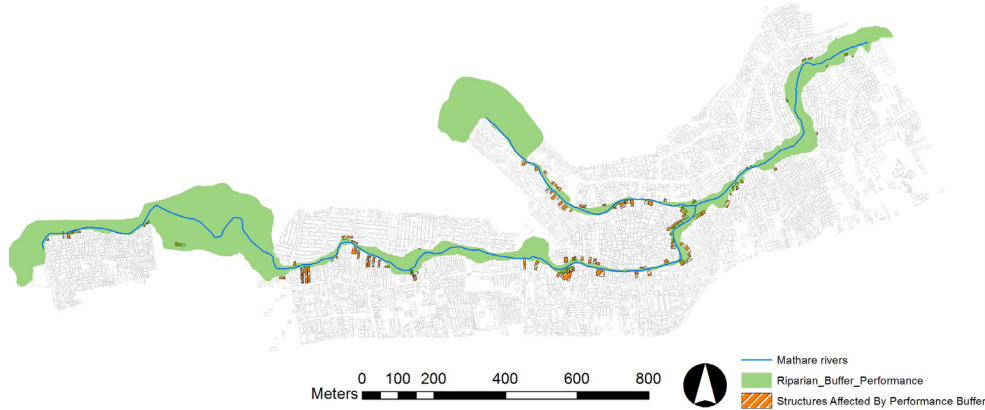 Meters
0 100 200 400 600 800
Mathare rivers
Riparian_Buffer_Performance
Structures Affected By Performance Buffer